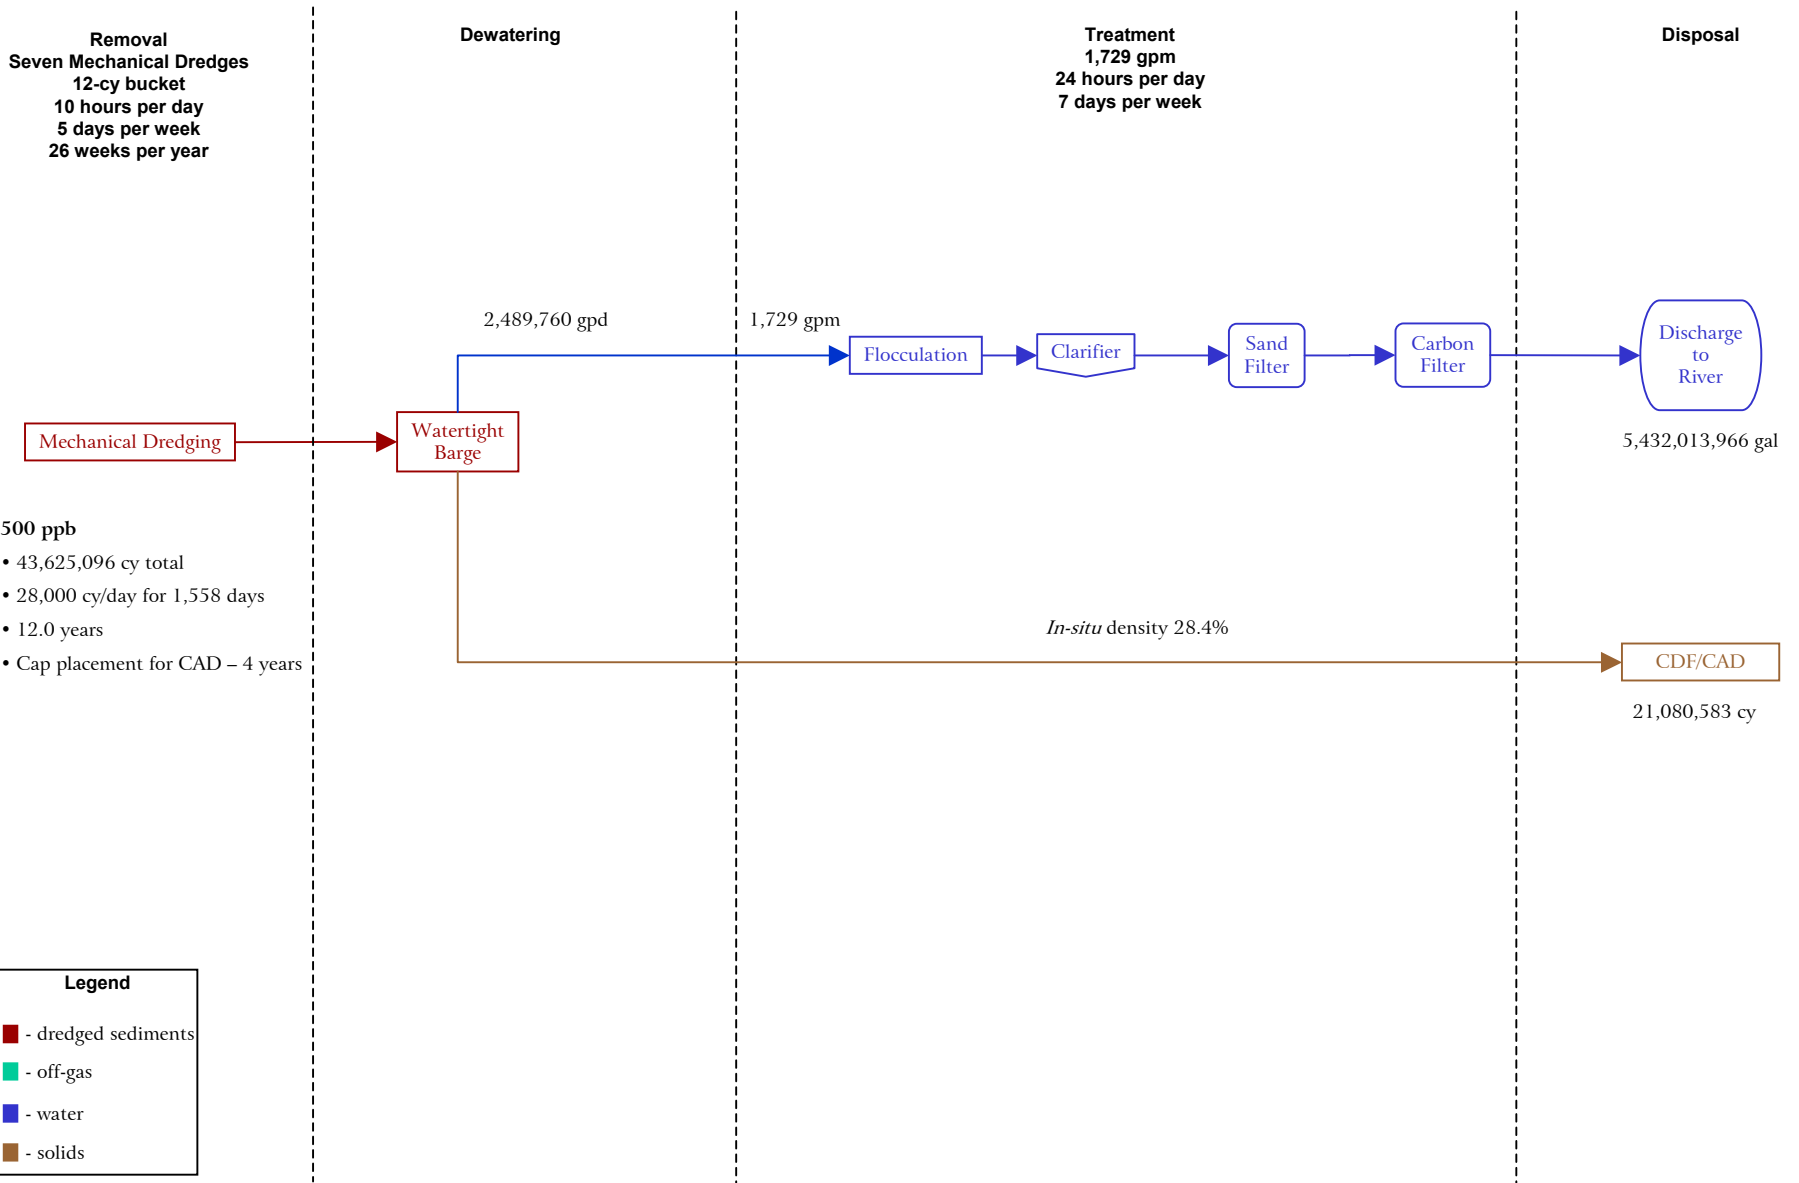 Removal
Seven Mechanical Dredges
12-cy bucket
10 hours per day
5 days per week
26 weeks per year
Dewatering
Treatment
1,729 gpm
24 hours per day
7 days per week
Disposal
2,489,760 gpd
1,729 gpm
Flocculation
Clarifier
Sand
Filter
Carbon
Filter
Discharge
to
River
5,432,013,966 gal
Mechanical Dredging
Watertight
Barge
500 ppb
• 43,625,096 cy total
• 28,000 cy/day for 1,558 days
• 12.0 years
• Cap placement for CAD – 4 years
In-situ density 28.4%
CDF/CAD
21,080,583 cy
Legend
- dredged sediments
- off-gas
- water
- solids